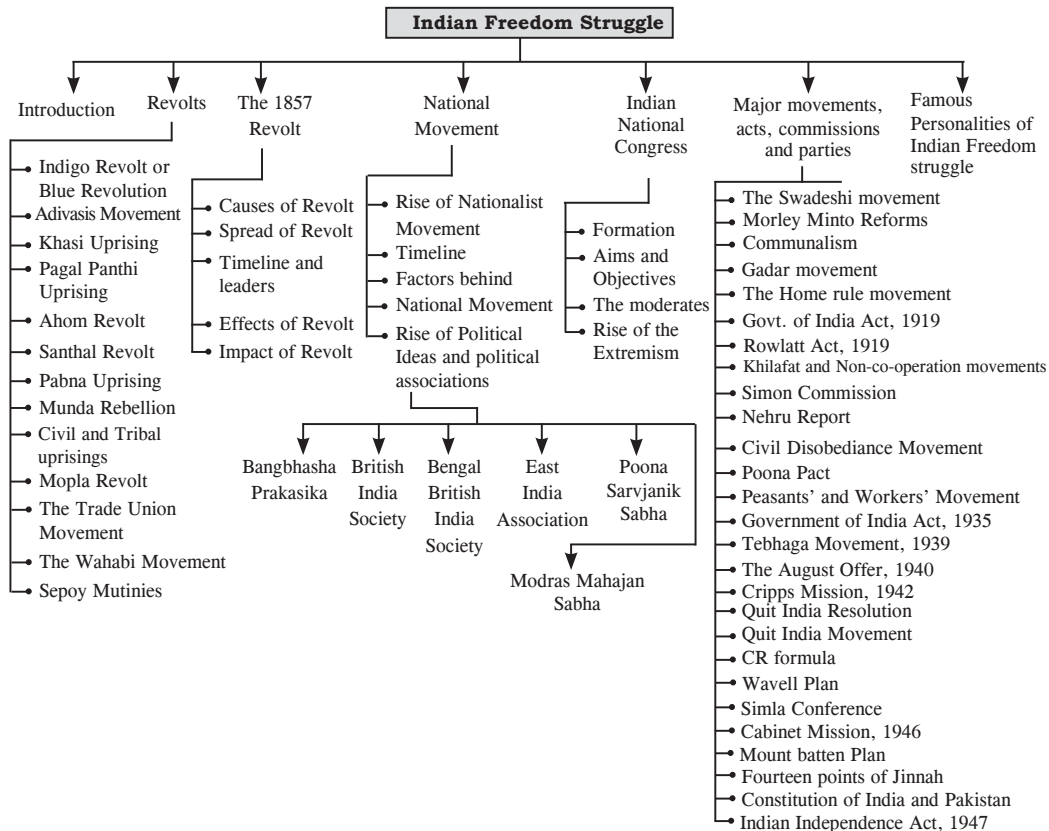 Indian Freedom Struggle
Introduction
Revolts
The 1857
Revolt
National
Movement
Indian
National
Congress
Major movements,
acts, commissions
and parties
Famous
Personalities of
Indian Freedom
struggle
Indigo Revolt or
Blue Revolution
Adivasis Movement
Khasi Uprising
Pagal Panthi
Uprising
Ahom Revolt
Santhal Revolt
Pabna Uprising
Munda Rebellion
Civil and Tribal
uprisings
Mopla Revolt
The Trade Union
Movement
The Wahabi Movement
Sepoy Mutinies
Causes of Revolt
Spread of Revolt
Timeline and
leaders
Effects of Revolt
Impact of Revolt
Rise of Nationalist
Movement
Timeline
Factors behind
National Movement
Rise of Political
Ideas and political
associations
Bangbhasha
Prakasika
British
India
Society
Bengal
British
India
Society
East
India
Association
Poona
Sarvjanik
Sabha
Modras Mahajan
Sabha
Formation
Aims and
Objectives
The moderates
Rise of the
Extremism
The Swadeshi movement
Morley Minto Reforms
Communalism
Gadar movement
The Home rule movement
Govt. of India Act, 1919
Rowlatt Act, 1919
Khilafat and Non-co-operation movements
Simon Commission
Nehru Report
Civil Disobediance Movement
Poona Pact
Peasants' and Workers' Movement
Government of India Act, 1935
Tebhaga Movement, 1939
The August Offer, 1940
Cripps Mission, 1942
Quit India Resolution
Quit India Movement
CR formula
Wavell Plan
Simla Conference
Cabinet Mission, 1946
Mount batten Plan
Fourteen points of Jinnah
Constitution of India and Pakistan
Indian Independence Act, 1947